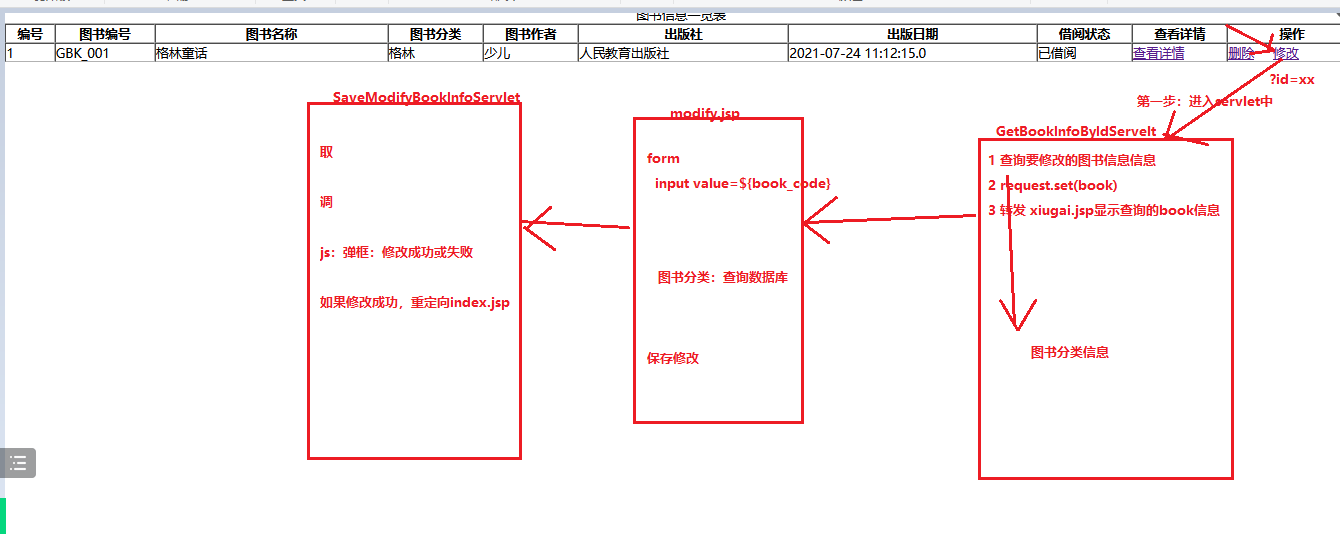 图书信息一览表
编号 图书编号 图书名称 图书分类 图书作者 出版社 出版日期 借阅状态 查看详情 操作
1 GBK_001 格林童话 格林 少儿 人民教育出版社 2021-07-24 11:12:15.0 已借阅 查看详情 删除 修改
?id=xx
第一步：进入servlet中
SaveModifyBookInfoServlet
取
调
js：弹框：修改成功或失败
如果修改成功，重定向index.jsp
modify.jsp
form
input value=${book_code}
图书分类：查询数据库
保存修改
GetBookInfoByIdServelt
1 查询要修改的图书信息信息
2 request.set(book)
3 转发 xiugai.jsp显示查询的book信息
图书分类信息